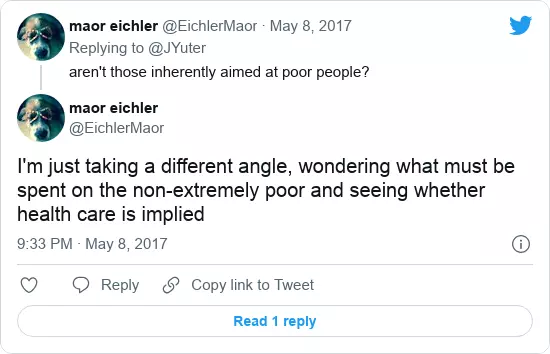 maor eichler @EichlerMaor · May 8, 2017
Replying to @JYuter
aren't those inherently aimed at poor people?
maor eichler
@EichlerMaor
I'm just taking a different angle, wondering what must be
spent on the non-extremely poor and seeing whether
health care is implied
9:33 PM · May 8, 2017
Reply
Copy link to Tweet
Read 1 reply